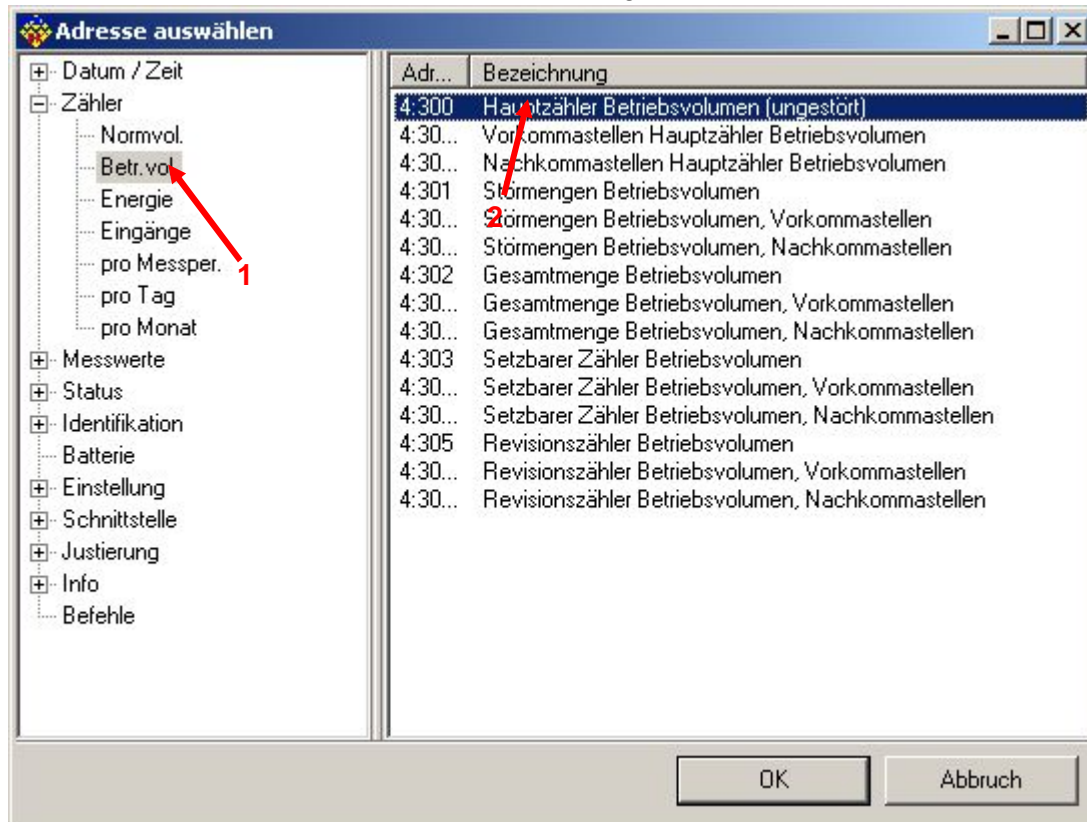 Adresse auswählen
Datum / Zeit
Zähler
Normvol.
Betr.vol.
Energie
Eingänge
pro Messper.
pro Tag
pro Monat
Messwerte
Status
Identifikation
Batterie
Einstellung
Schnittstelle
Justierung
Info
Befehle
1
Adr... Bezeichnung
4:300 Hauptzähler Betriebsvolumen (ungestört)
4:30... Vorkommastellen Hauptzähler Betriebsvolumen
4:30... Nachkommastellen Hauptzähler Betriebsvolumen
4:301 Störmengen Betriebsvolumen
4:30... Störmengen Betriebsvolumen, Vorkommastellen
4:30... Störmengen Betriebsvolumen, Nachkommastellen
4:302 Gesamtmenge Betriebsvolumen
4:30... Gesamtmenge Betriebsvolumen, Vorkommastellen
4:30... Gesamtmenge Betriebsvolumen, Nachkommastellen
4:303 Setzbarer Zähler Betriebsvolumen
4:30... Setzbarer Zähler Betriebsvolumen, Vorkommastellen
4:30... Setzbarer Zähler Betriebsvolumen, Nachkommastellen
4:305 Revisionszähler Betriebsvolumen
4:30... Revisionszähler Betriebsvolumen, Vorkommastellen
4:30... Revisionszähler Betriebsvolumen, Nachkommastellen
2
OK Abbruch